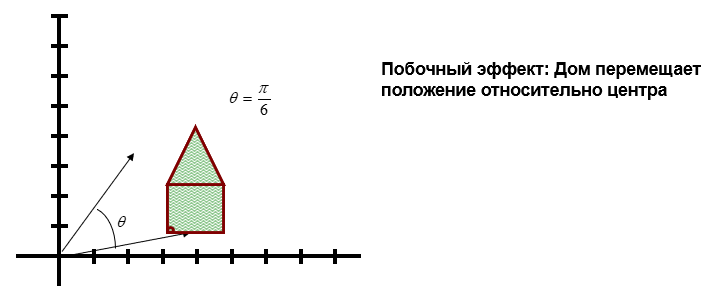 Побочный эффект: Дом перемещает
положение относительно центра
θ = π/6
θ